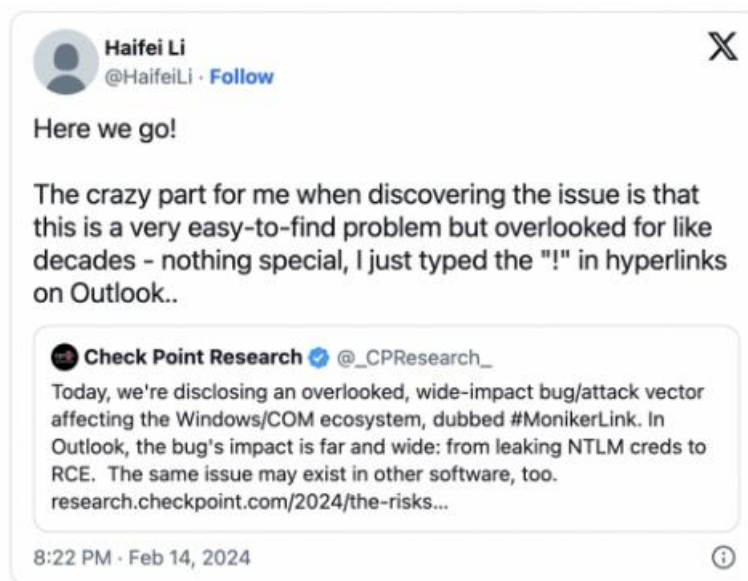 Haifei Li
@HaifeiLi · Follow
Here we go!
The crazy part for me when discovering the issue is that
this is a very easy-to-find problem but overlooked for like
decades - nothing special, I just typed the "!" in hyperlinks
on Outlook..
Check Point Research @_CPResearch_
Today, we're disclosing an overlooked, wide-impact bug/attack vector
affecting the Windows/COM ecosystem, dubbed #MonikerLink. In
Outlook, the bug's impact is far and wide: from leaking NTLM creds to
RCE. The same issue may exist in other software, too.
research.checkpoint.com/2024/the-risks...
8:22 PM · Feb 14, 2024